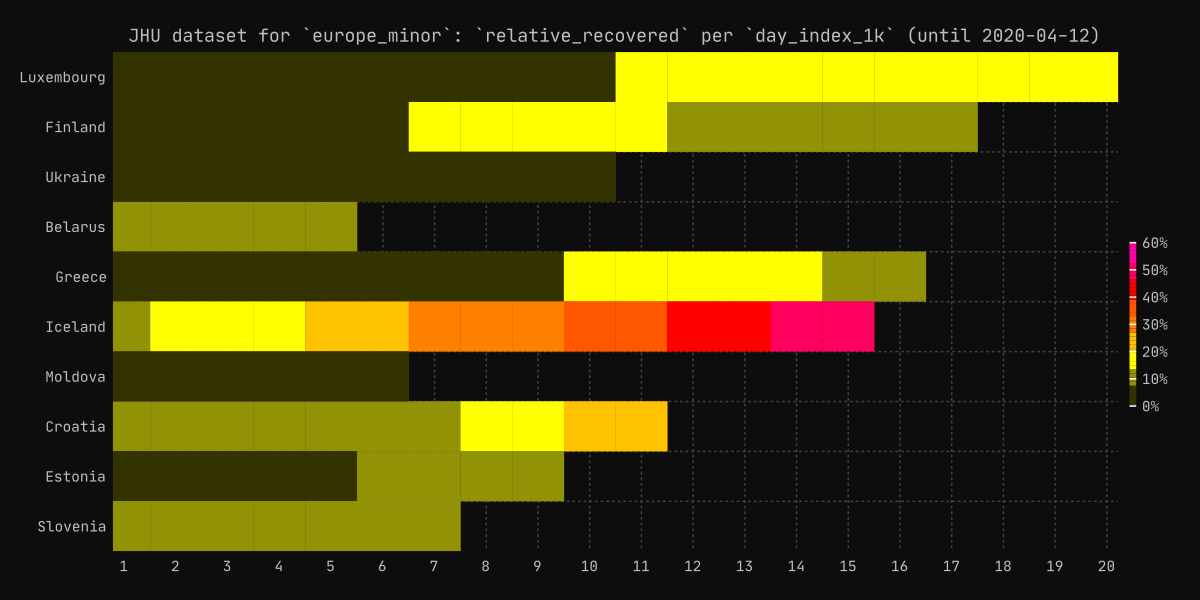 JHU dataset for `europe_minor`: `relative_recovered` per `day_index_1k` (until 2020-04-12)
Luxembourg
Finland
Ukraine
Belarus
Greece
Iceland
Moldova
Croatia
Estonia
Slovenia
1 2 3 4 5 6 7 8 9 10 11 12 13 14 15 16 17 18 19 20
60%
50%
40%
30%
20%
10%
0%